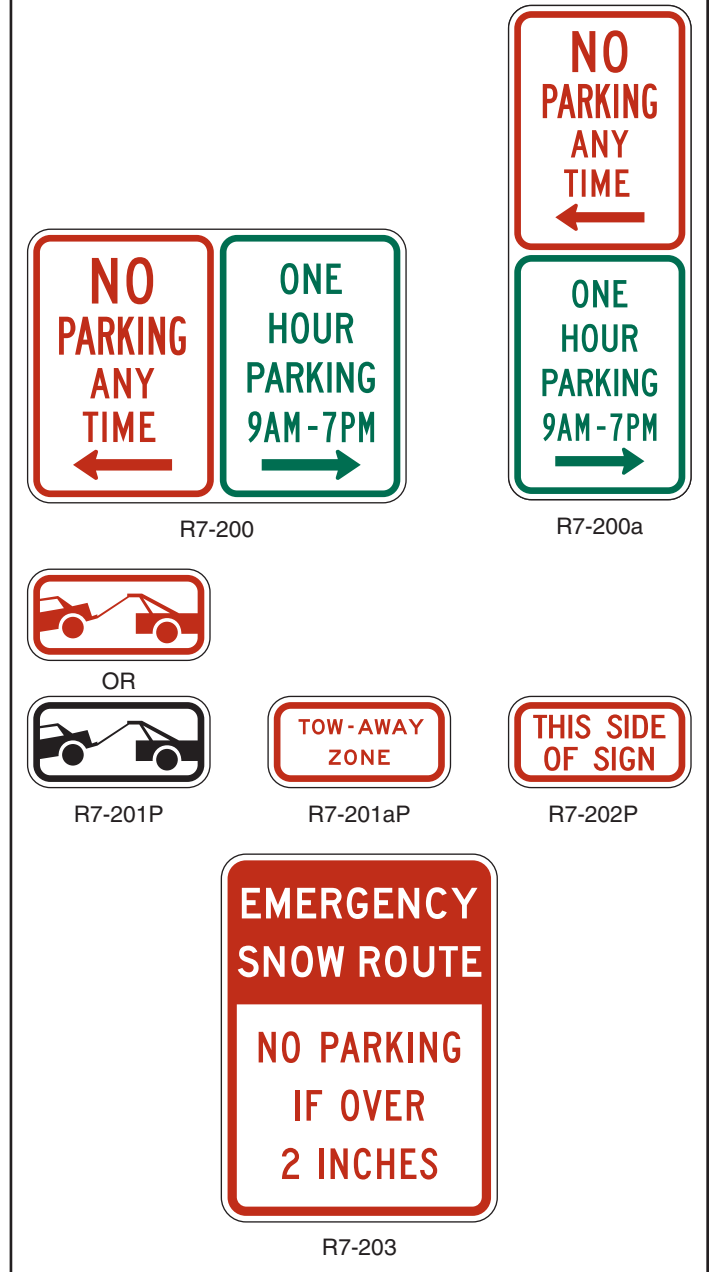 NO
PARKING
ANY
TIME
ONE
HOUR
PARKING
9AM-7PM
R7-200
NO
PARKING
ANY
TIME
ONE
HOUR
PARKING
9AM-7PM
R7-200a
OR
R7-201P
TOW-AWAY
ZONE
R7-201aP
THIS SIDE
OF SIGN
R7-202P
EMERGENCY
SNOW ROUTE
NO PARKING
IF OVER
2 INCHES
R7-203